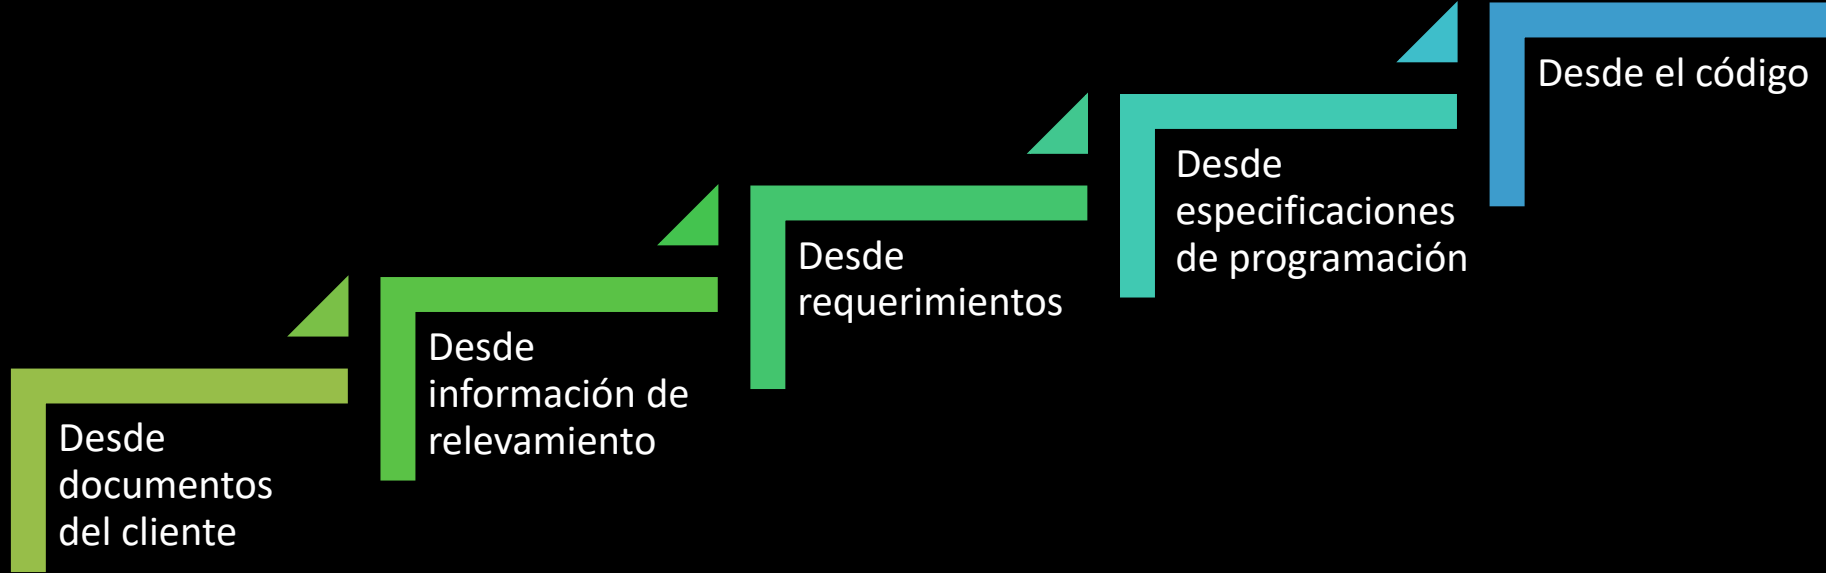 Desde
documentos
del cliente
Desde
información de
relevamiento
Desde
requerimientos
Desde
especificaciones
de programación
Desde el código